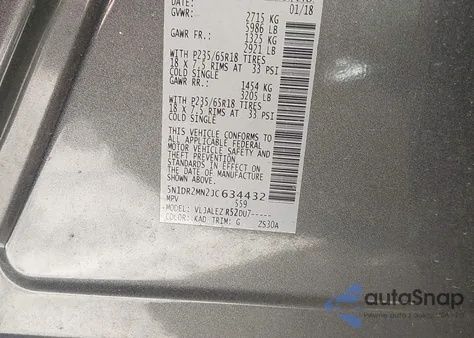 01/18
GVWR: 2715 KG
5986 LB
GAWR FR: 1325 KG
2921 LB
WITH P235/65R18 TIRES
18 X 7.5 RIMS AT 33 PSI
COLD SINGLE
GAWR RR: 1454 KG
3205 LB
WITH P235/65R18 TIRES
18 X 7.5 RIMS AT 33 PSI
COLD SINGLE
THIS VEHICLE CONFORMS TO
ALL APPLICABLE FEDERAL
MOTOR VEHICLE SAFETY AND
THEFT PREVENTION
STANDARDS IN EFFECT ON
THE DATE OF MANUFACTURE
SHOWN ABOVE.
5N1DR2MN2JC634432
MPV 559
MODEL: VLJALEZ R52DU7-----
COLOR: KAD TRIM: G ZS30A
autoSnap